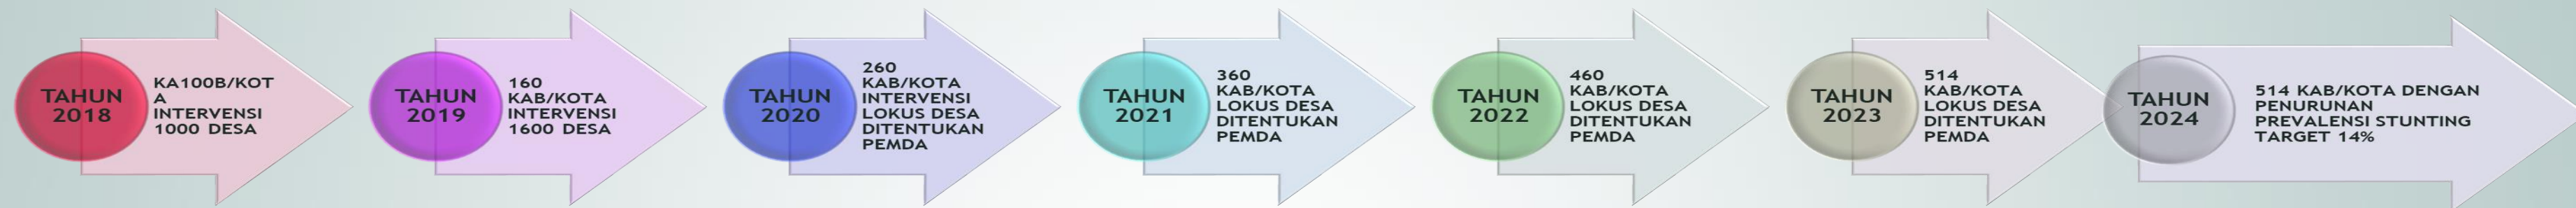 TAHUN
2018
KA100B/KOT
A
INTERVENSI
1000 DESA
TAHUN
2019
160
KAB/KOTA
INTERVENSI
1600 DESA
TAHUN
2020
260
KAB/KOTA
INTERVENSI
LOKUS DESA
DITENTUKAN
PEMDA
TAHUN
2021
360
KAB/KOTA
LOKUS DESA
DITENTUKAN
PEMDA
TAHUN
2022
460
KAB/KOTA
LOKUS DESA
DITENTUKAN
PEMDA
TAHUN
2023
514
KAB/KOTA
LOKUS DESA
DITENTUKAN
PEMDA
TAHUN
2024
514 KAB/KOTA DENGAN
PENURUNAN
PREVALENSI STUNTING
TARGET 14%